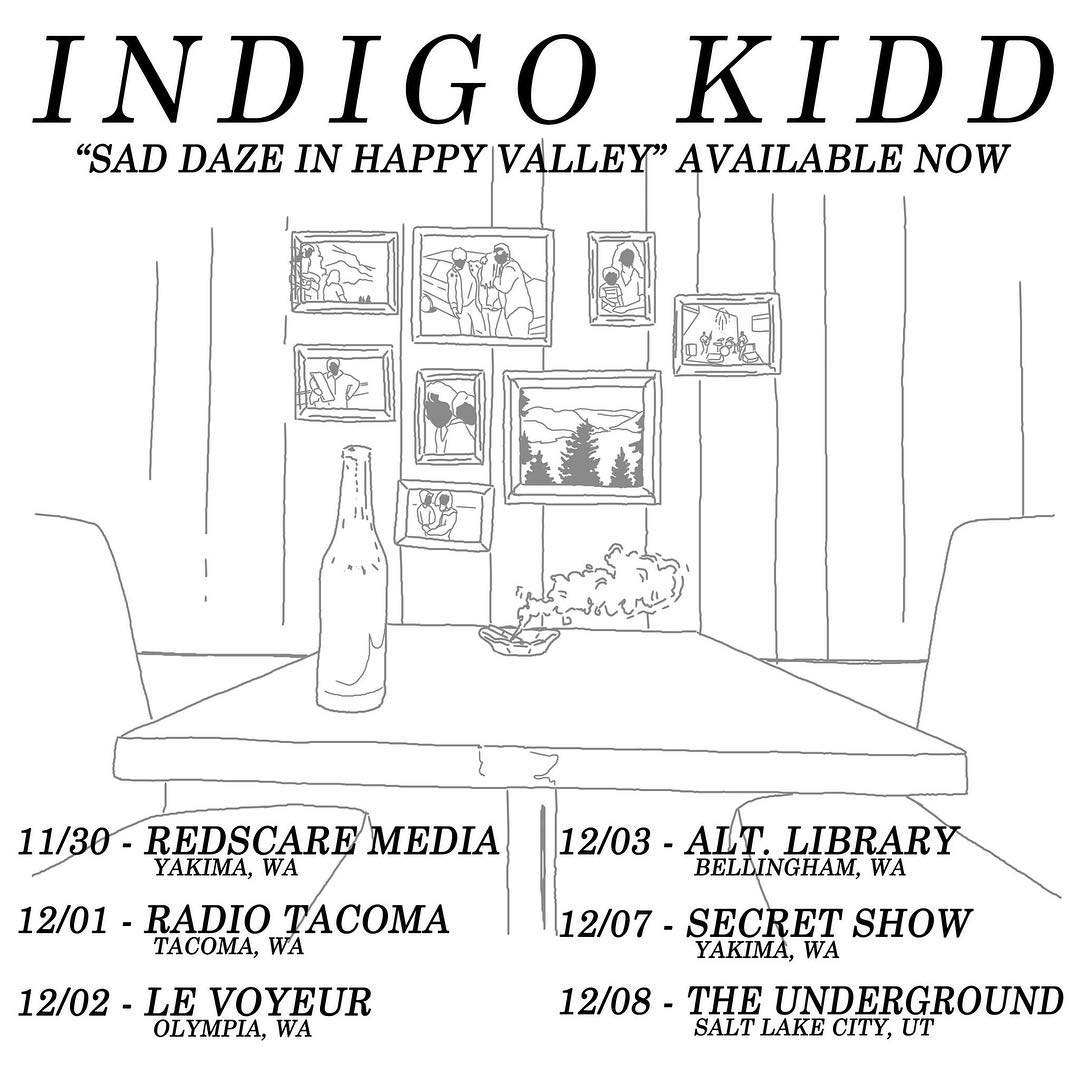 INDIGO KIDD
“SAD DAZE IN HAPPY VALLEY” AVAILABLE NOW
11/30 - REDSCARE MEDIA
YAKIMA, WA
12/01 - RADIO TACOMA
TACOMA, WA
12/02 - LE VOYEUR
OLYMPIA, WA
12/03 - ALT. LIBRARY
BELLINGHAM, WA
12/07 - SECRET SHOW
YAKIMA, WA
12/08 - THE UNDERGROUND
SALT LAKE CITY, UT